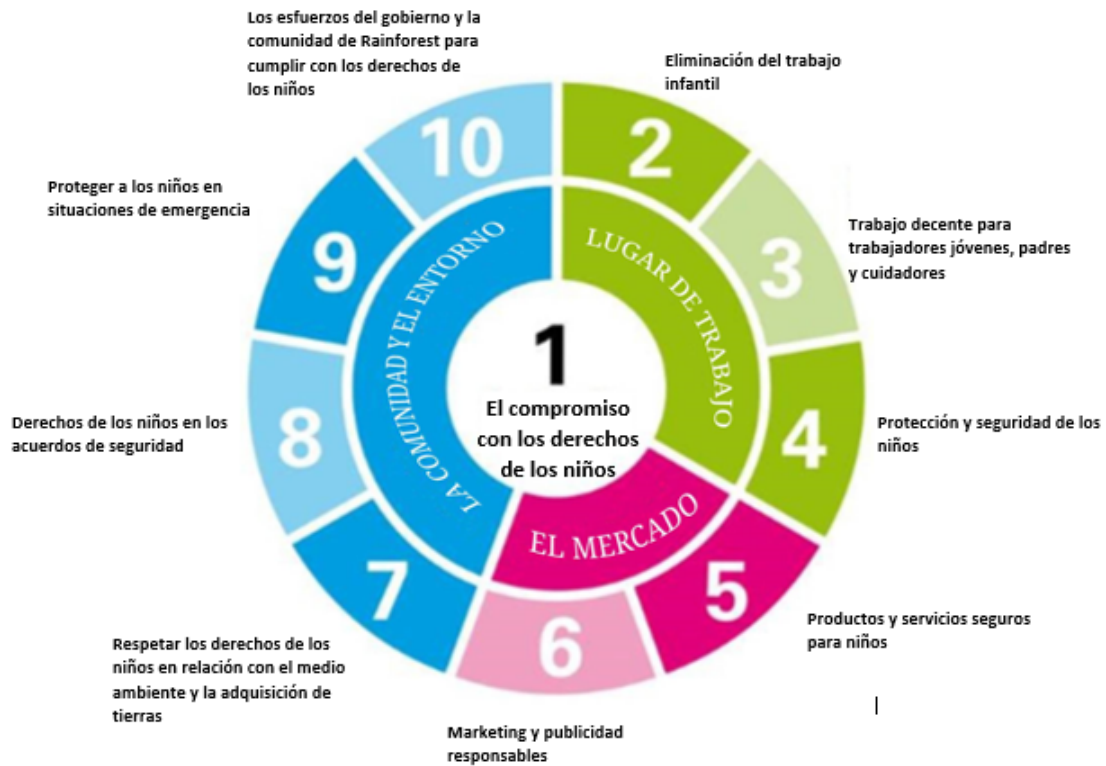 Los esfuerzos del gobierno y la
comunidad de Rainforest para
cumplir con los derechos de
los niños
Eliminación del trabajo
infantil
10
2
Proteger a los niños en
situaciones de emergencia
9
3
Trabajo decente para
trabajadores jóvenes, padres
y cuidadores
LA COMUNIDAD Y EL ENTORNO
LUGAR DE TRABAJO
1
El compromiso
con los derechos
de los niños
Derechos de los niños en los
acuerdos de seguridad
8
4
Protección y seguridad de los
niños
EL MERCADO
7
5
6
Productos y servicios seguros
para niños
Respetar los derechos de los
niños en relación con el medio
ambiente y la adquisición de
tierras
Marketing y publicidad
responsables